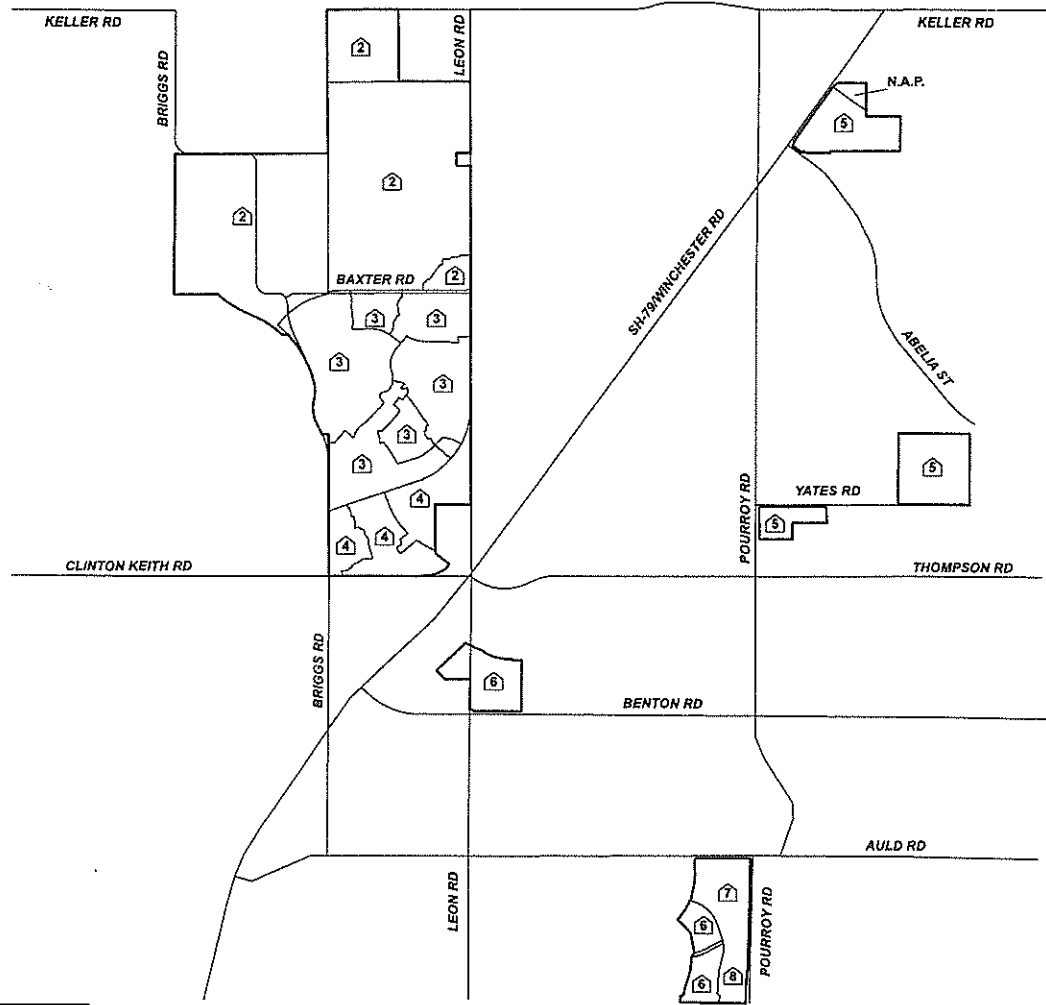 KELLER RD
KELLER RD
BRIGGS RD
LEON RD
2
N.A.P.
5
2
2
SH-79/WINCHESTER RD
BAXTER RD
2
3
3
3
3
ABELIA ST
3
3
5
4
YATES RD
POURROY RD
5
4
4
CLINTON KEITH RD
THOMPSON RD
BRIGGS RD
6
BENTON RD
AULD RD
LEON RD
7
6
POURROY RD
6
8